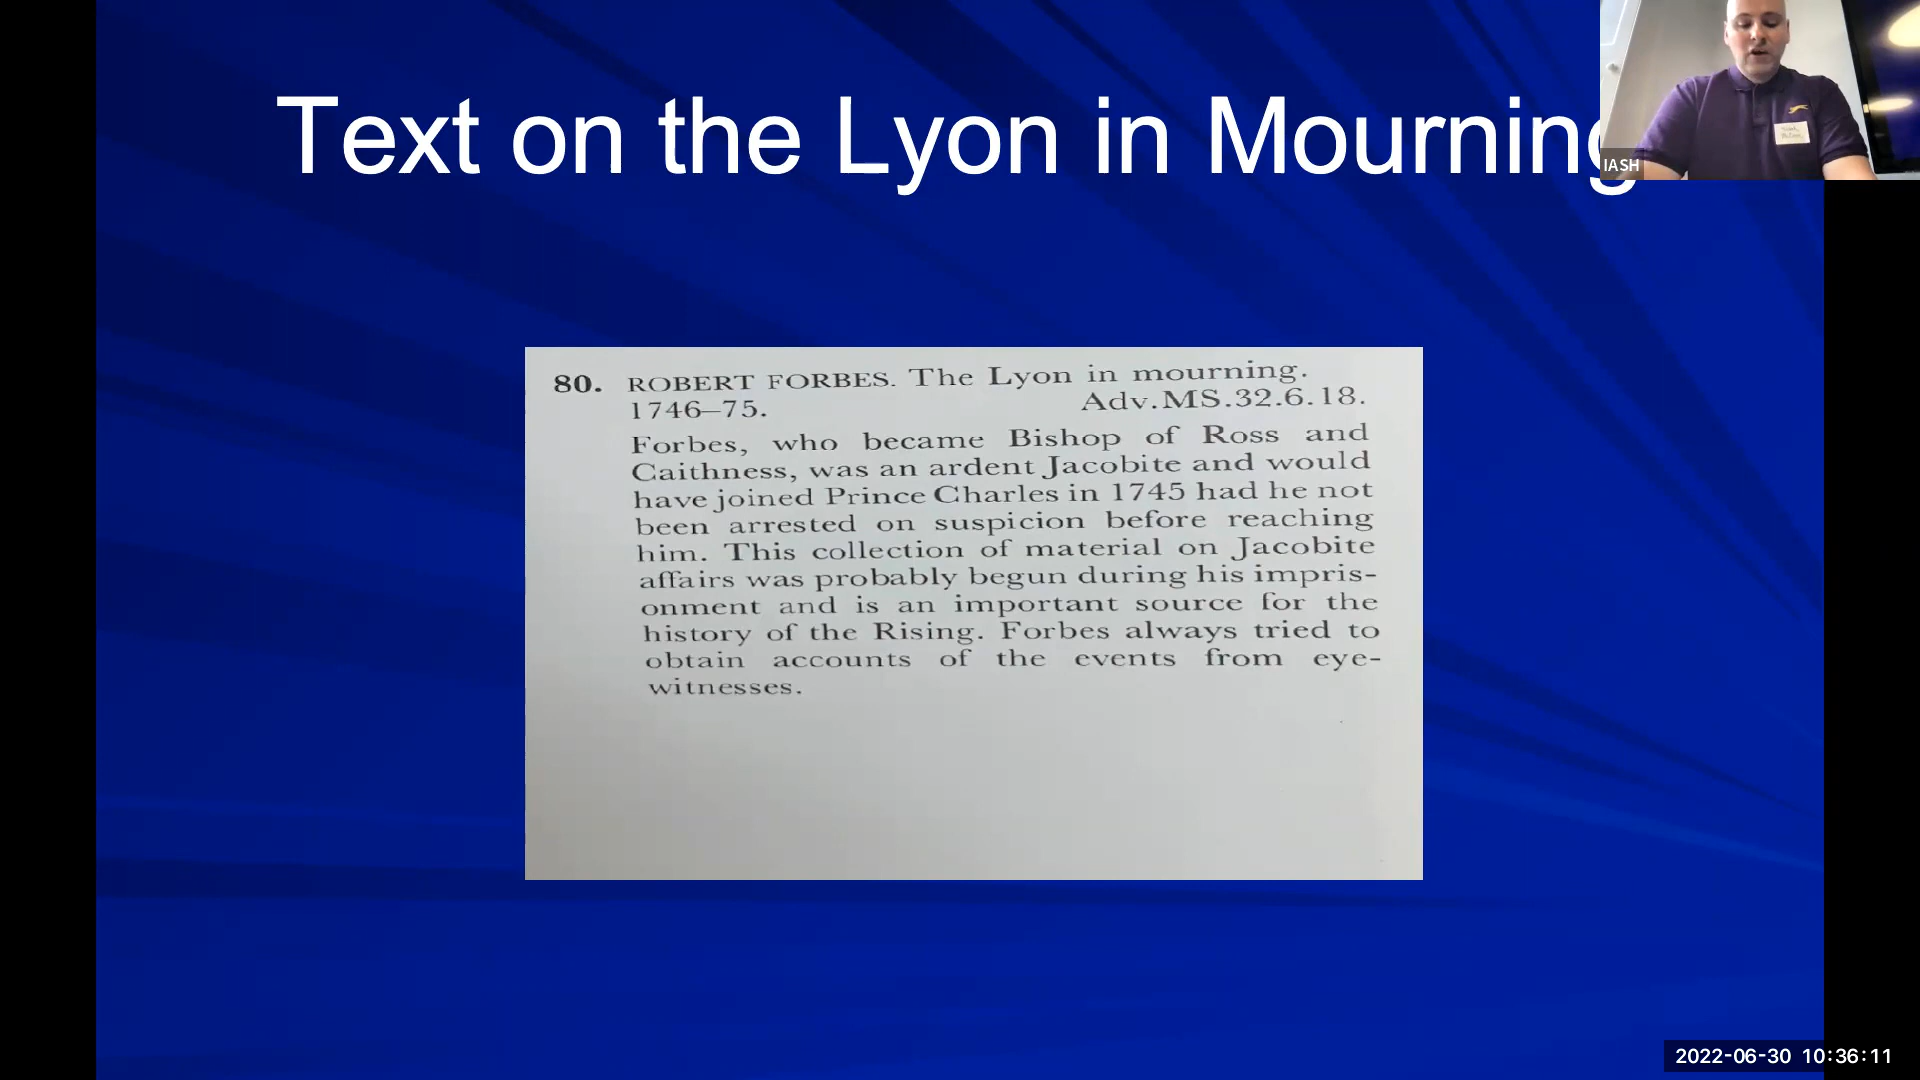 Text on the Lyon in Mourning
IASH
80. ROBERT FORBES. The Lyon in mourning.
1746–75. Adv.MS.32.6.18.
Forbes, who became Bishop of Ross and
Caithness, was an ardent Jacobite and would
have joined Prince Charles in 1745 had he not
been arrested on suspicion before reaching
him. This collection of material on Jacobite
affairs was probably begun during his impris-
onment and is an important source for the
history of the Rising. Forbes always tried to
obtain accounts of the events from eye-
witnesses.
2022-06-30 10:36:11